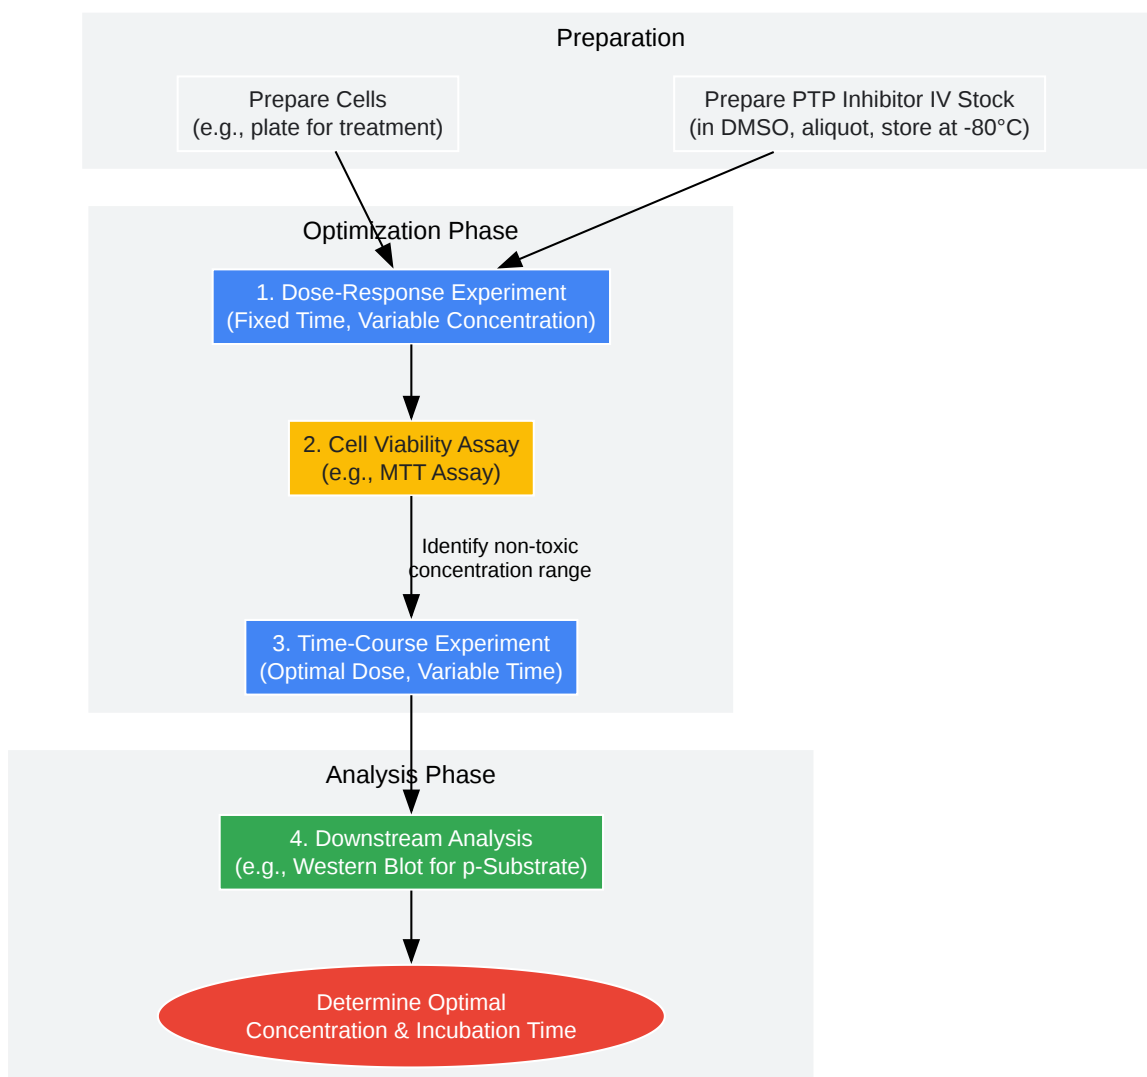 Preparation
Prepare Cells
(e.g., plate for treatment)
Prepare PTP Inhibitor IV Stock
(in DMSO, aliquot, store at -80°C)
Optimization Phase
1. Dose-Response Experiment
(Fixed Time, Variable Concentration)
2. Cell Viability Assay
(e.g., MTT Assay)
Identify non-toxic
concentration range
3. Time-Course Experiment
(Optimal Dose, Variable Time)
Analysis Phase
4. Downstream Analysis
(e.g., Western Blot for p-Substrate)
Determine Optimal
Concentration & Incubation Time